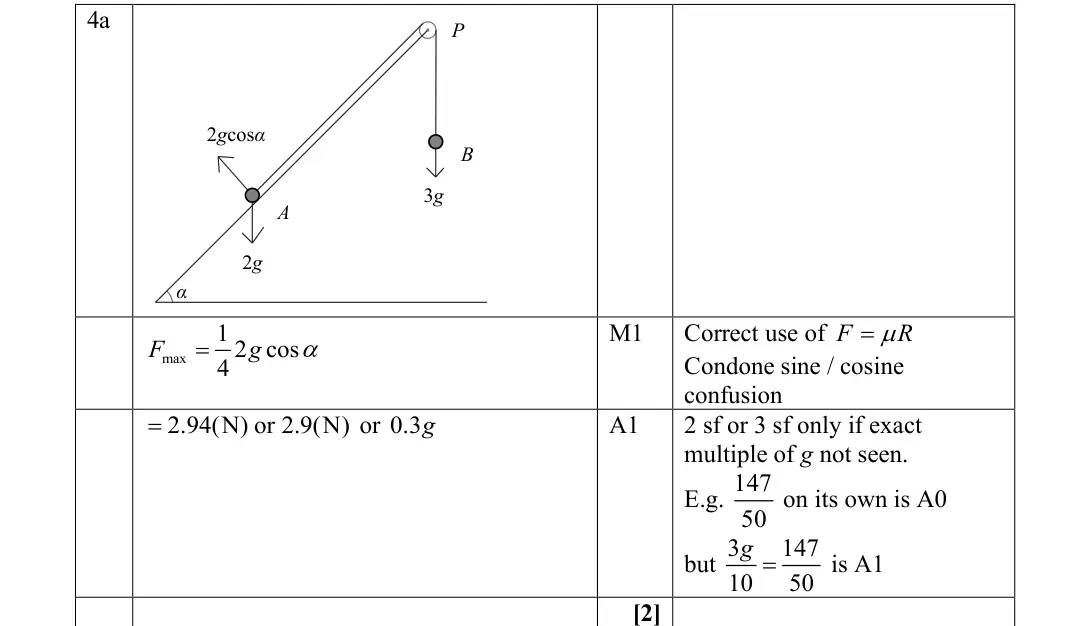 4a
P
2gcosα
B
A
3g
2g
α
F_max = 1/4 2g cos α
M1
Correct use of F = μR
Condone sine / cosine
confusion
= 2.94(N) or 2.9(N) or 0.3g
A1
2 sf or 3 sf only if exact
multiple of g not seen.
E.g. 147/50 on its own is A0
but 3g/10 = 147/50 is A1
[2]